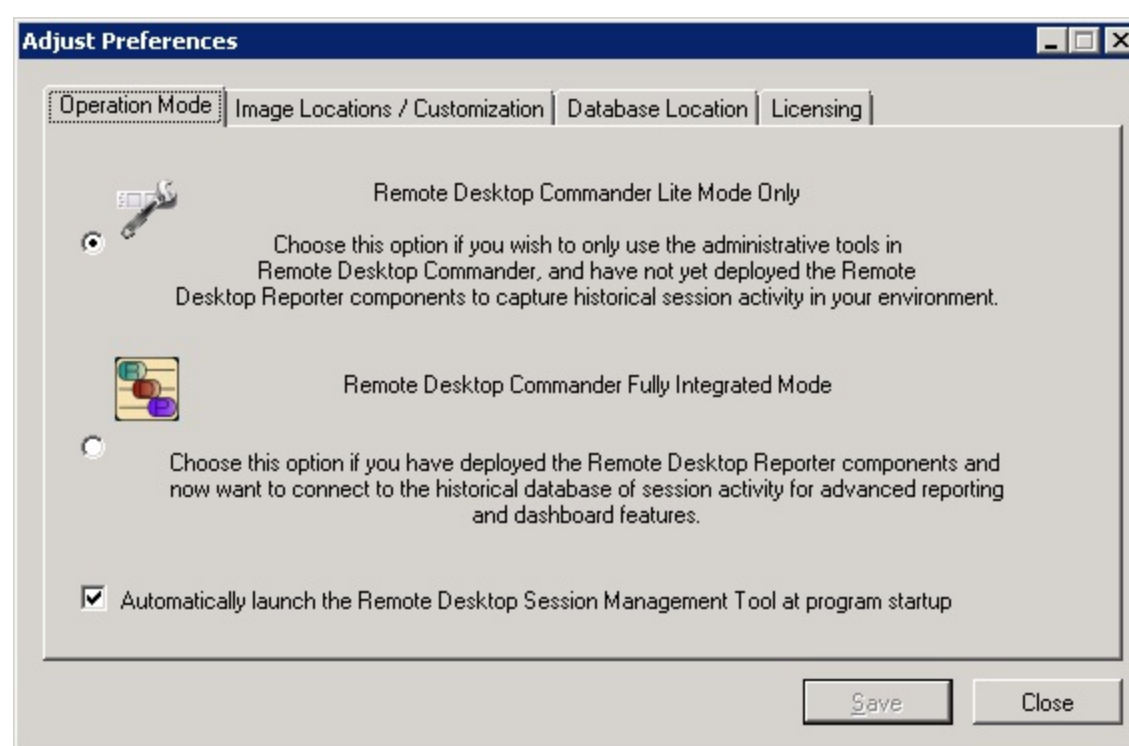 Adjust Preferences
Operation Mode
Image Locations / Customization
Database Location
Licensing
Remote Desktop Commander Lite Mode Only
Choose this option if you wish to only use the administrative tools in
Remote Desktop Commander, and have not yet deployed the Remote
Desktop Reporter components to capture historical session activity in your environment.
R
D
P
Remote Desktop Commander Fully Integrated Mode
Choose this option if you have deployed the Remote Desktop Reporter components and
now want to connect to the historical database of session activity for advanced reporting
and dashboard features.
Automatically launch the Remote Desktop Session Management Tool at program startup
Save
Close